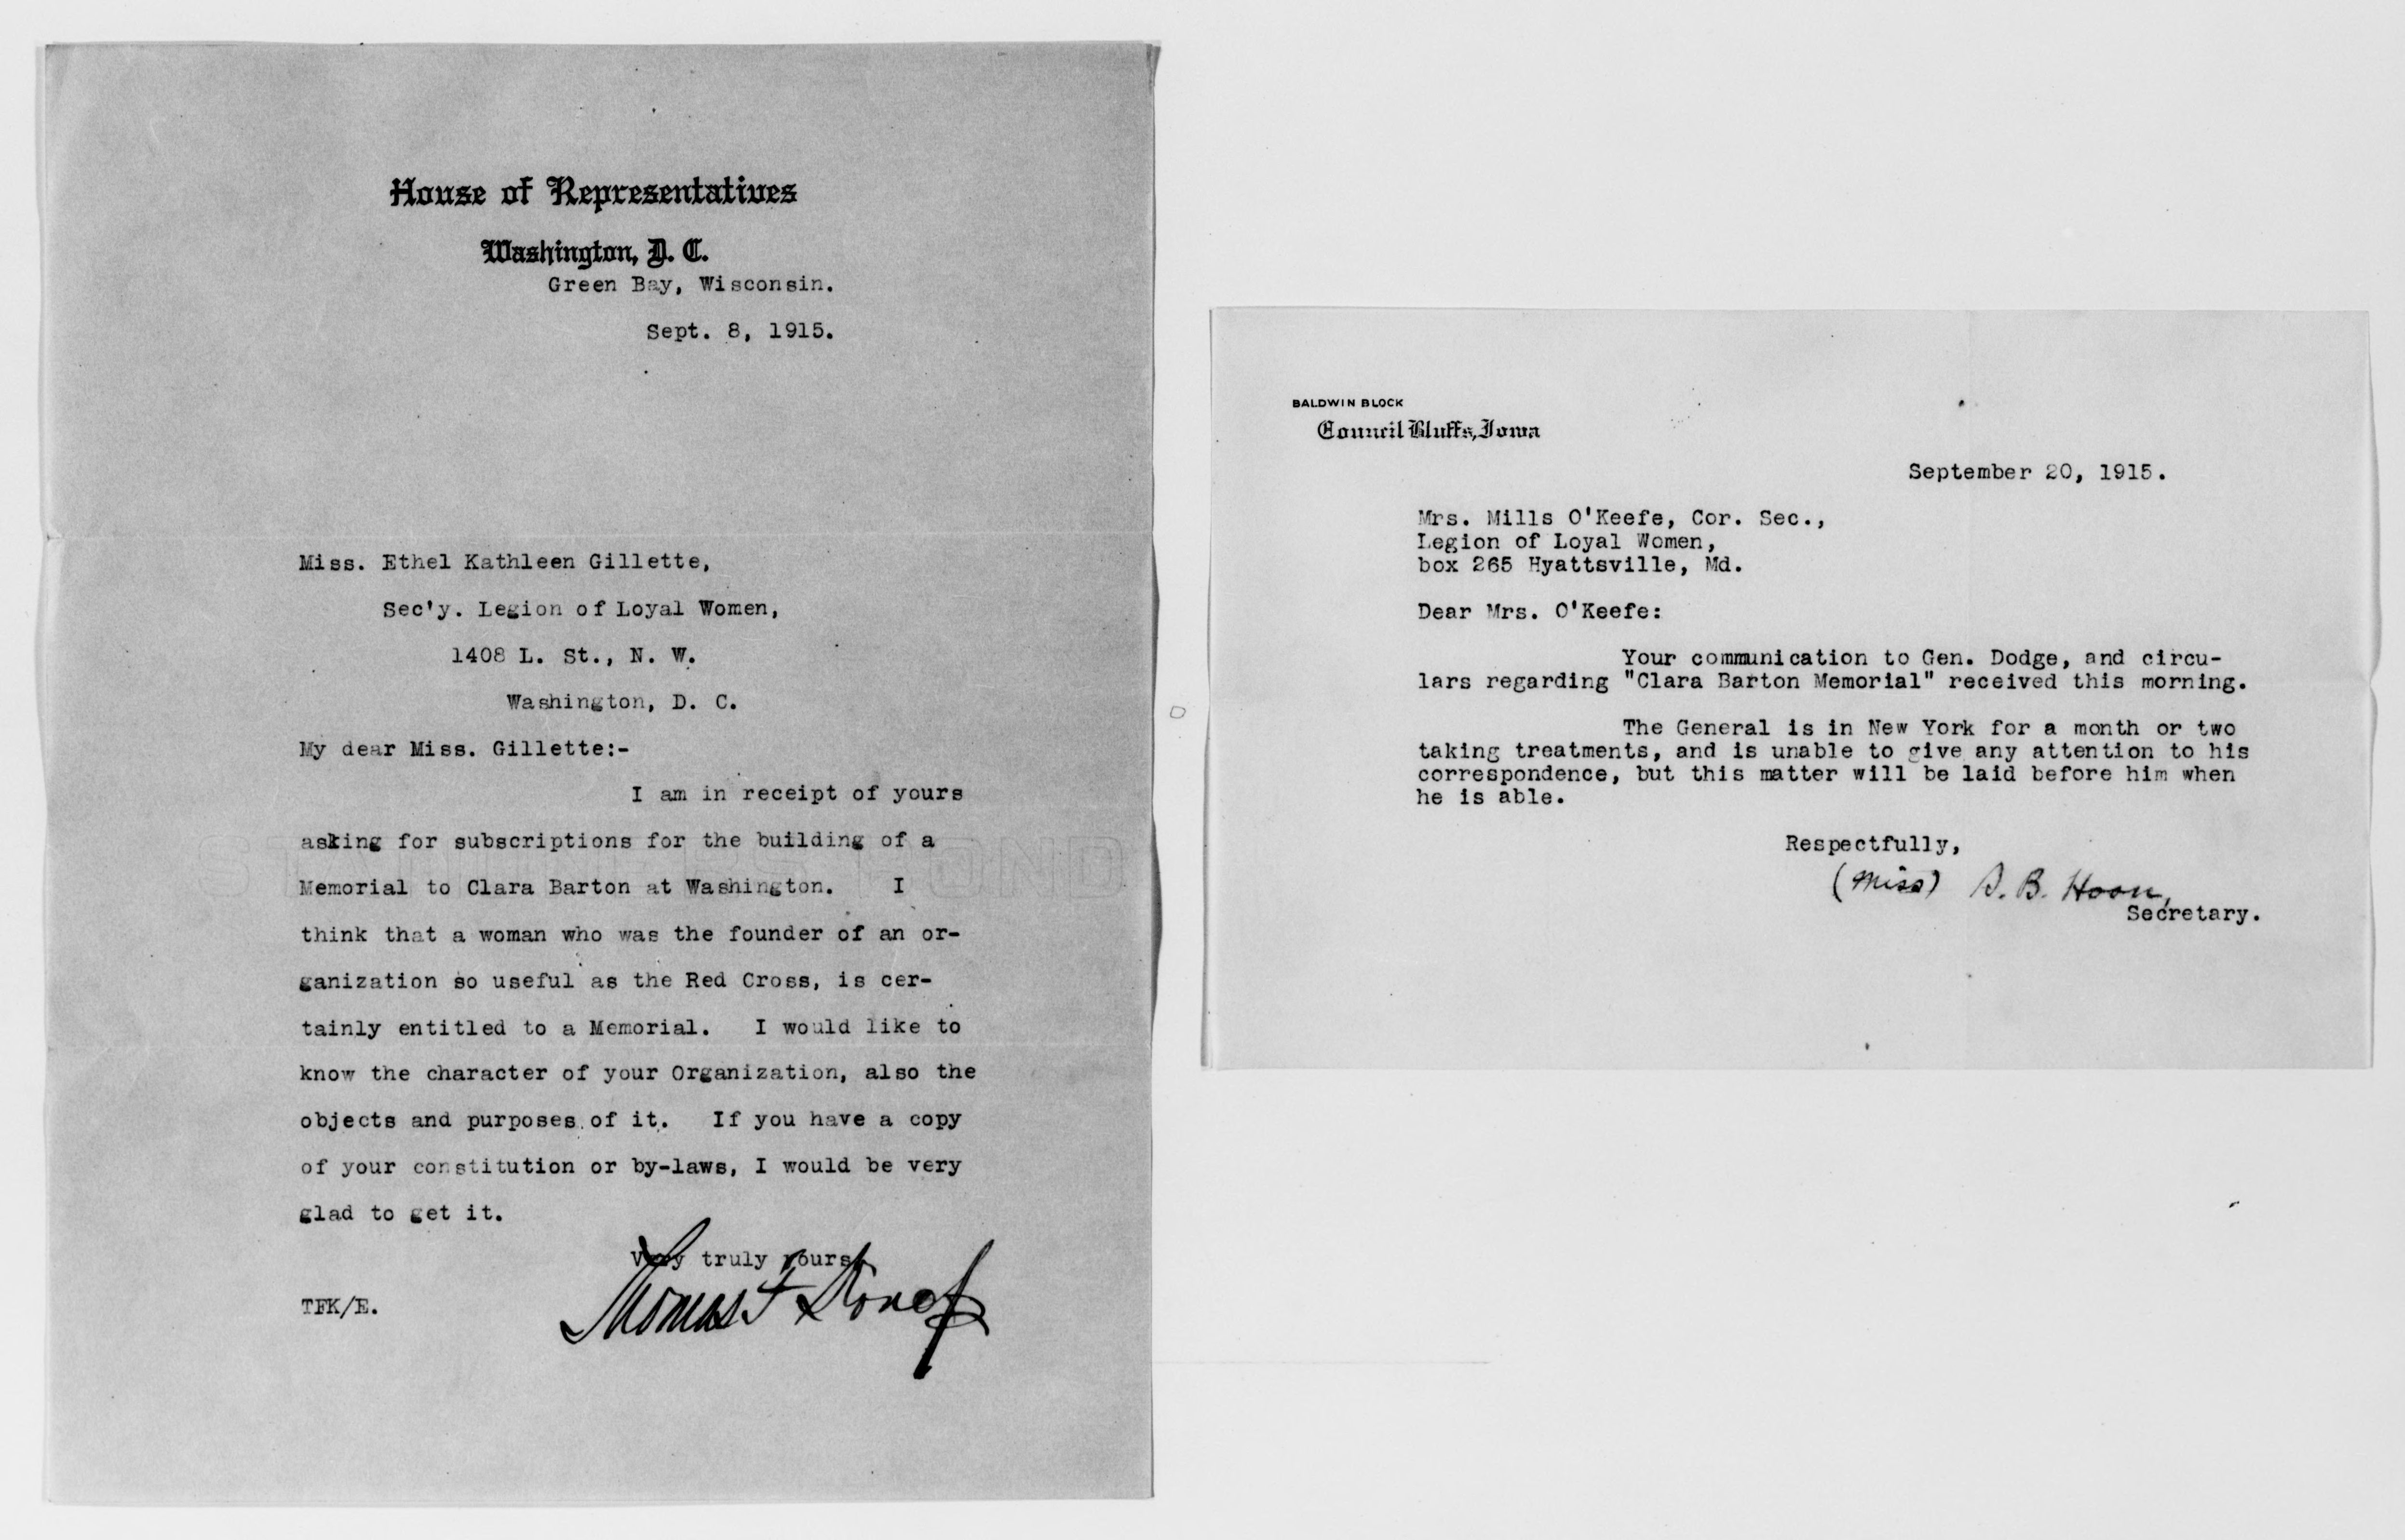 House of Representatives
Washington, D. C.
Green Bay, Wisconsin.
Sept. 8, 1915.
Miss. Ethel Kathleen Gillette,
Sec'y. Legion of Loyal Women,
1408 L. St., N. W.
Washington, D. C.
My dear Miss. Gillette:-
I am in receipt of yours
asking for subscriptions for the building of a
Memorial to Clara Barton at Washington. I
think that a woman who was the founder of an or-
ganization so useful as the Red Cross, is cer-
tainly entitled to a Memorial. I would like to
know the character of your Organization, also the
objects and purposes of it. If you have a copy
of your constitution or by-laws, I would be very
glad to get it.
Very truly yours,
Thomas F Konop
TFK/E.
BALDWIN BLOCK
Council Bluffs, Iowa
September 20, 1915.
Mrs. Mills O'Keefe, Cor. Sec.,
Legion of Loyal Women,
box 265 Hyattsville, Md.
Dear Mrs. O'Keefe:
Your communication to Gen. Dodge, and circu-
lars regarding "Clara Barton Memorial" received this morning.
The General is in New York for a month or two
taking treatments, and is unable to give any attention to his
correspondence, but this matter will be laid before him when
he is able.
Respectfully,
(Miss) A. B. Hoon,
Secretary.